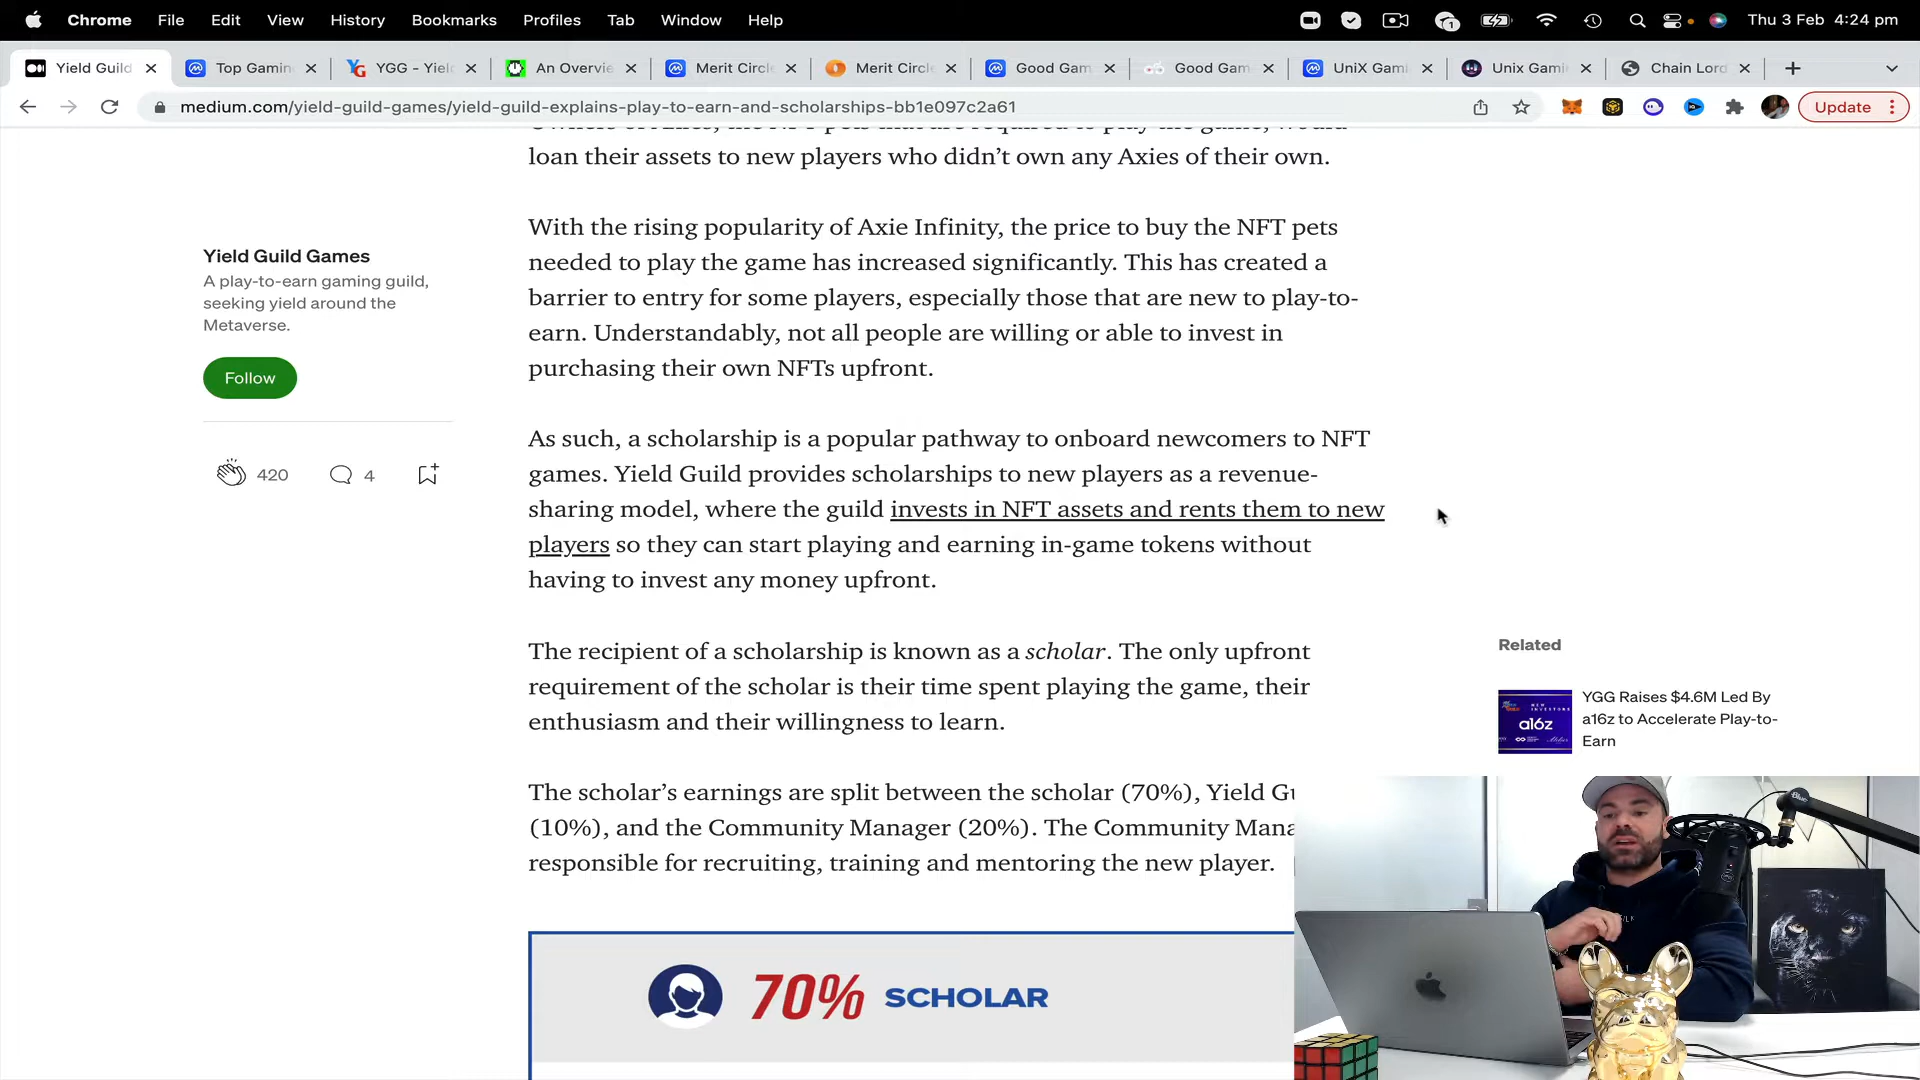 Chrome File Edit View History Bookmarks Profiles Tab Window Help
1
Thu 3 Feb 4:24 pm
Yield Guild
Top Gamin
YGG - Yiel
An Overvie
Merit Circl
Merit Circl
Good Gam
Good Gam
UniX Gami
Unix Gami
Chain Lord
medium.com/yield-guild-games/yield-guild-explains-play-to-earn-and-scholarships-bb1e097c2a61
Update
loan their assets to new players who didn’t own any Axies of their own.
With the rising popularity of Axie Infinity, the price to buy the NFT pets
needed to play the game has increased significantly. This has created a
barrier to entry for some players, especially those that are new to play-to-
earn. Understandably, not all people are willing or able to invest in
purchasing their own NFTs upfront.
As such, a scholarship is a popular pathway to onboard newcomers to NFT
games. Yield Guild provides scholarships to new players as a revenue-
sharing model, where the guild invests in NFT assets and rents them to new
players so they can start playing and earning in-game tokens without
having to invest any money upfront.
The recipient of a scholarship is known as a scholar. The only upfront
requirement of the scholar is their time spent playing the game, their
enthusiasm and their willingness to learn.
The scholar’s earnings are split between the scholar (70%), Yield Gu
(10%), and the Community Manager (20%). The Community Mana
responsible for recruiting, training and mentoring the new player.
70% SCHOLAR
Yield Guild Games
A play-to-earn gaming guild,
seeking yield around the
Metaverse.
Follow
420
4
Related
a16z
YGG Raises $4.6M Led By
a16z to Accelerate Play-to-
Earn
Blue